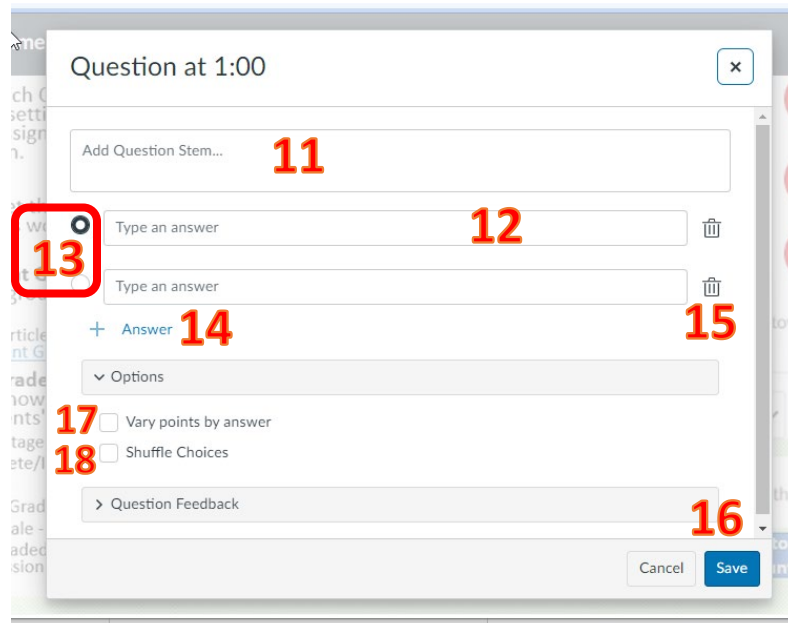 Question at 1:00
×
Add Question Stem...
11
Type an answer
12
13
Type an answer
+ Answer
14
15
Options
17
Vary points by answer
18
Shuffle Choices
Question Feedback
16
Cancel
Save